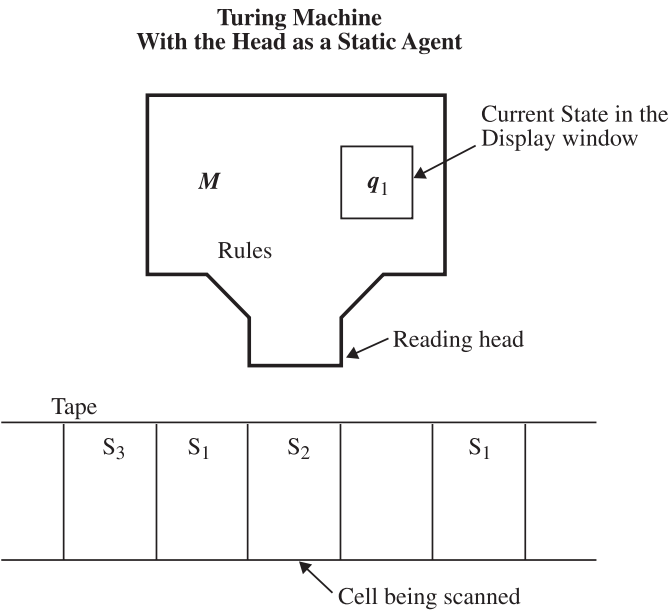 Turing Machine
With the Head as a Static Agent
Current State in the
Display window
M
q₁
Rules
Reading head
Tape
S₃ S₁ S₂ S₁
Cell being scanned